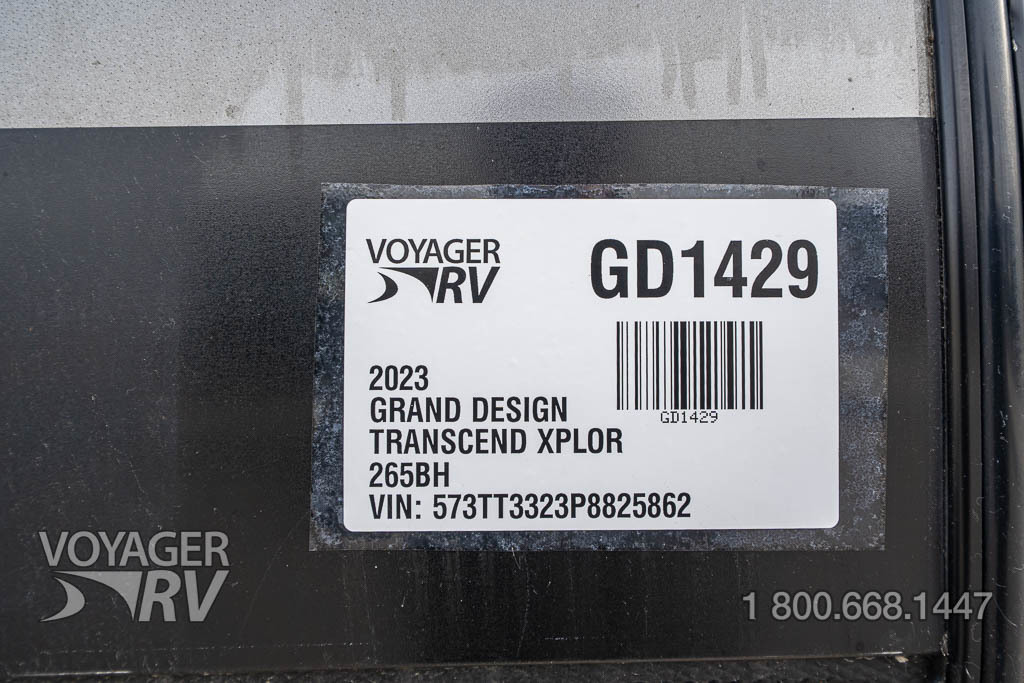 VOYAGER
RV
GD1429
GD1429
2023
GRAND DESIGN
TRANSCEND XPLOR
265BH
VIN: 573TT3323P8825862
VOYAGER
RV
1 800.668.1447